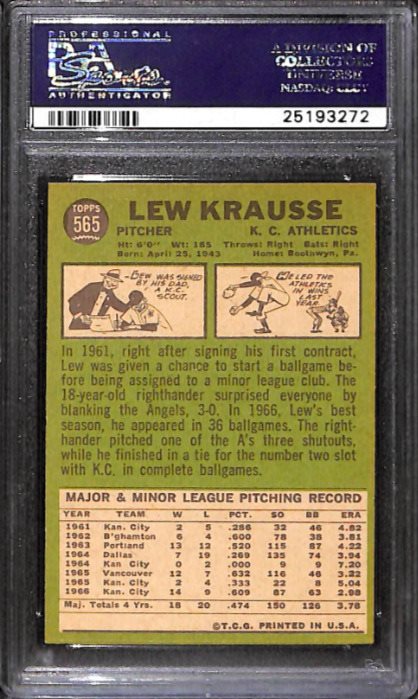 PROFESSIONAL
PSA
Sports
AUTHENTICATOR
A DIVISION OF
COLLECTORS
UNIVERSE
NASDAQ: CLCT
25193272
TOPPS
565
LEW KRAUSSE
PITCHER K. C. ATHLETICS
Ht: 6'0" Wt: 185 Throws: Right Bats: Right
Born: April 25, 1943 Home: Boothwyn, Pa.
LEW WAS SIGNED
BY HIS DAD,
A K.C.
SCOUT.
HE LED THE
ATHLETICS
IN WINS
LAST
YEAR.
In 1961, right after signing his first contract,
Lew was given a chance to start a ballgame be-
fore being assigned to a minor league club. The
18-year-old righthander surprised everyone by
blanking the Angels, 3-0. In 1966, Lew's best
season, he appeared in 36 ballgames. The right-
hander pitched one of the A's three shutouts,
while he finished in a tie for the number two slot
with K.C. in complete ballgames.
MAJOR & MINOR LEAGUE PITCHING RECORD
YEAR TEAM W L PCT. SO BB ERA
1961 Kan. City 2 5 .286 32 46 4.82
1962 B'ghamton 6 4 .600 78 38 3.81
1963 Portland 13 12 .520 115 87 4.22
1964 Dallas 7 19 .269 135 74 3.94
1964 Kan. City 0 2 .000 9 9 7.20
1965 Vancouver 12 7 .632 116 46 3.22
1965 Kan. City 2 4 .333 22 8 5.04
1966 Kan. City 14 9 .609 87 63 2.98
Maj. Totals 4 Yrs. 18 20 .474 150 126 3.78
©T.C.G. PRINTED IN U.S.A.